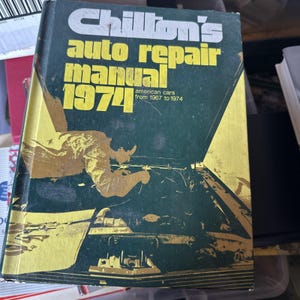 Chilton's
auto repair
manual
1974
american cars
from 1967 to 1974